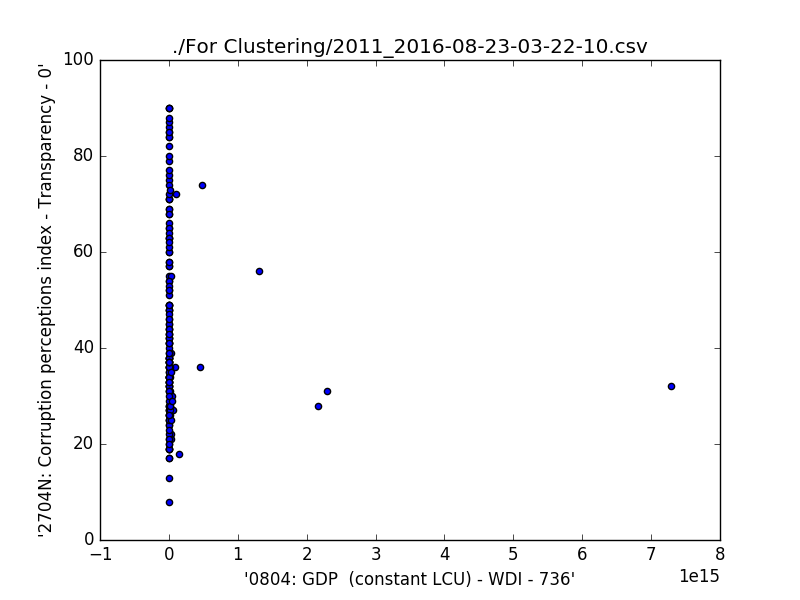 ./For Clustering/2011_2016-08-23-03-22-10.csv
100
80
60
40
20
0
'2704N: Corruption perceptions index - Transparency - 0'
−1 0 1 2 3 4 5 6 7 8
1e15
'0804: GDP  (constant LCU) - WDI - 736'